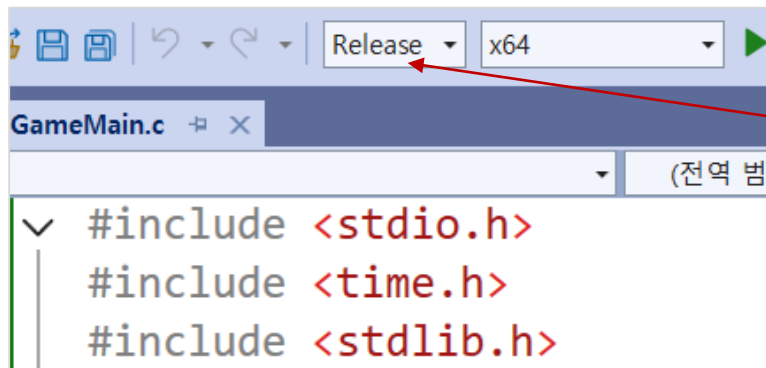 Release x64
GameMain.c
(전역 범
#include <stdio.h>
#include <time.h>
#include <stdlib.h>